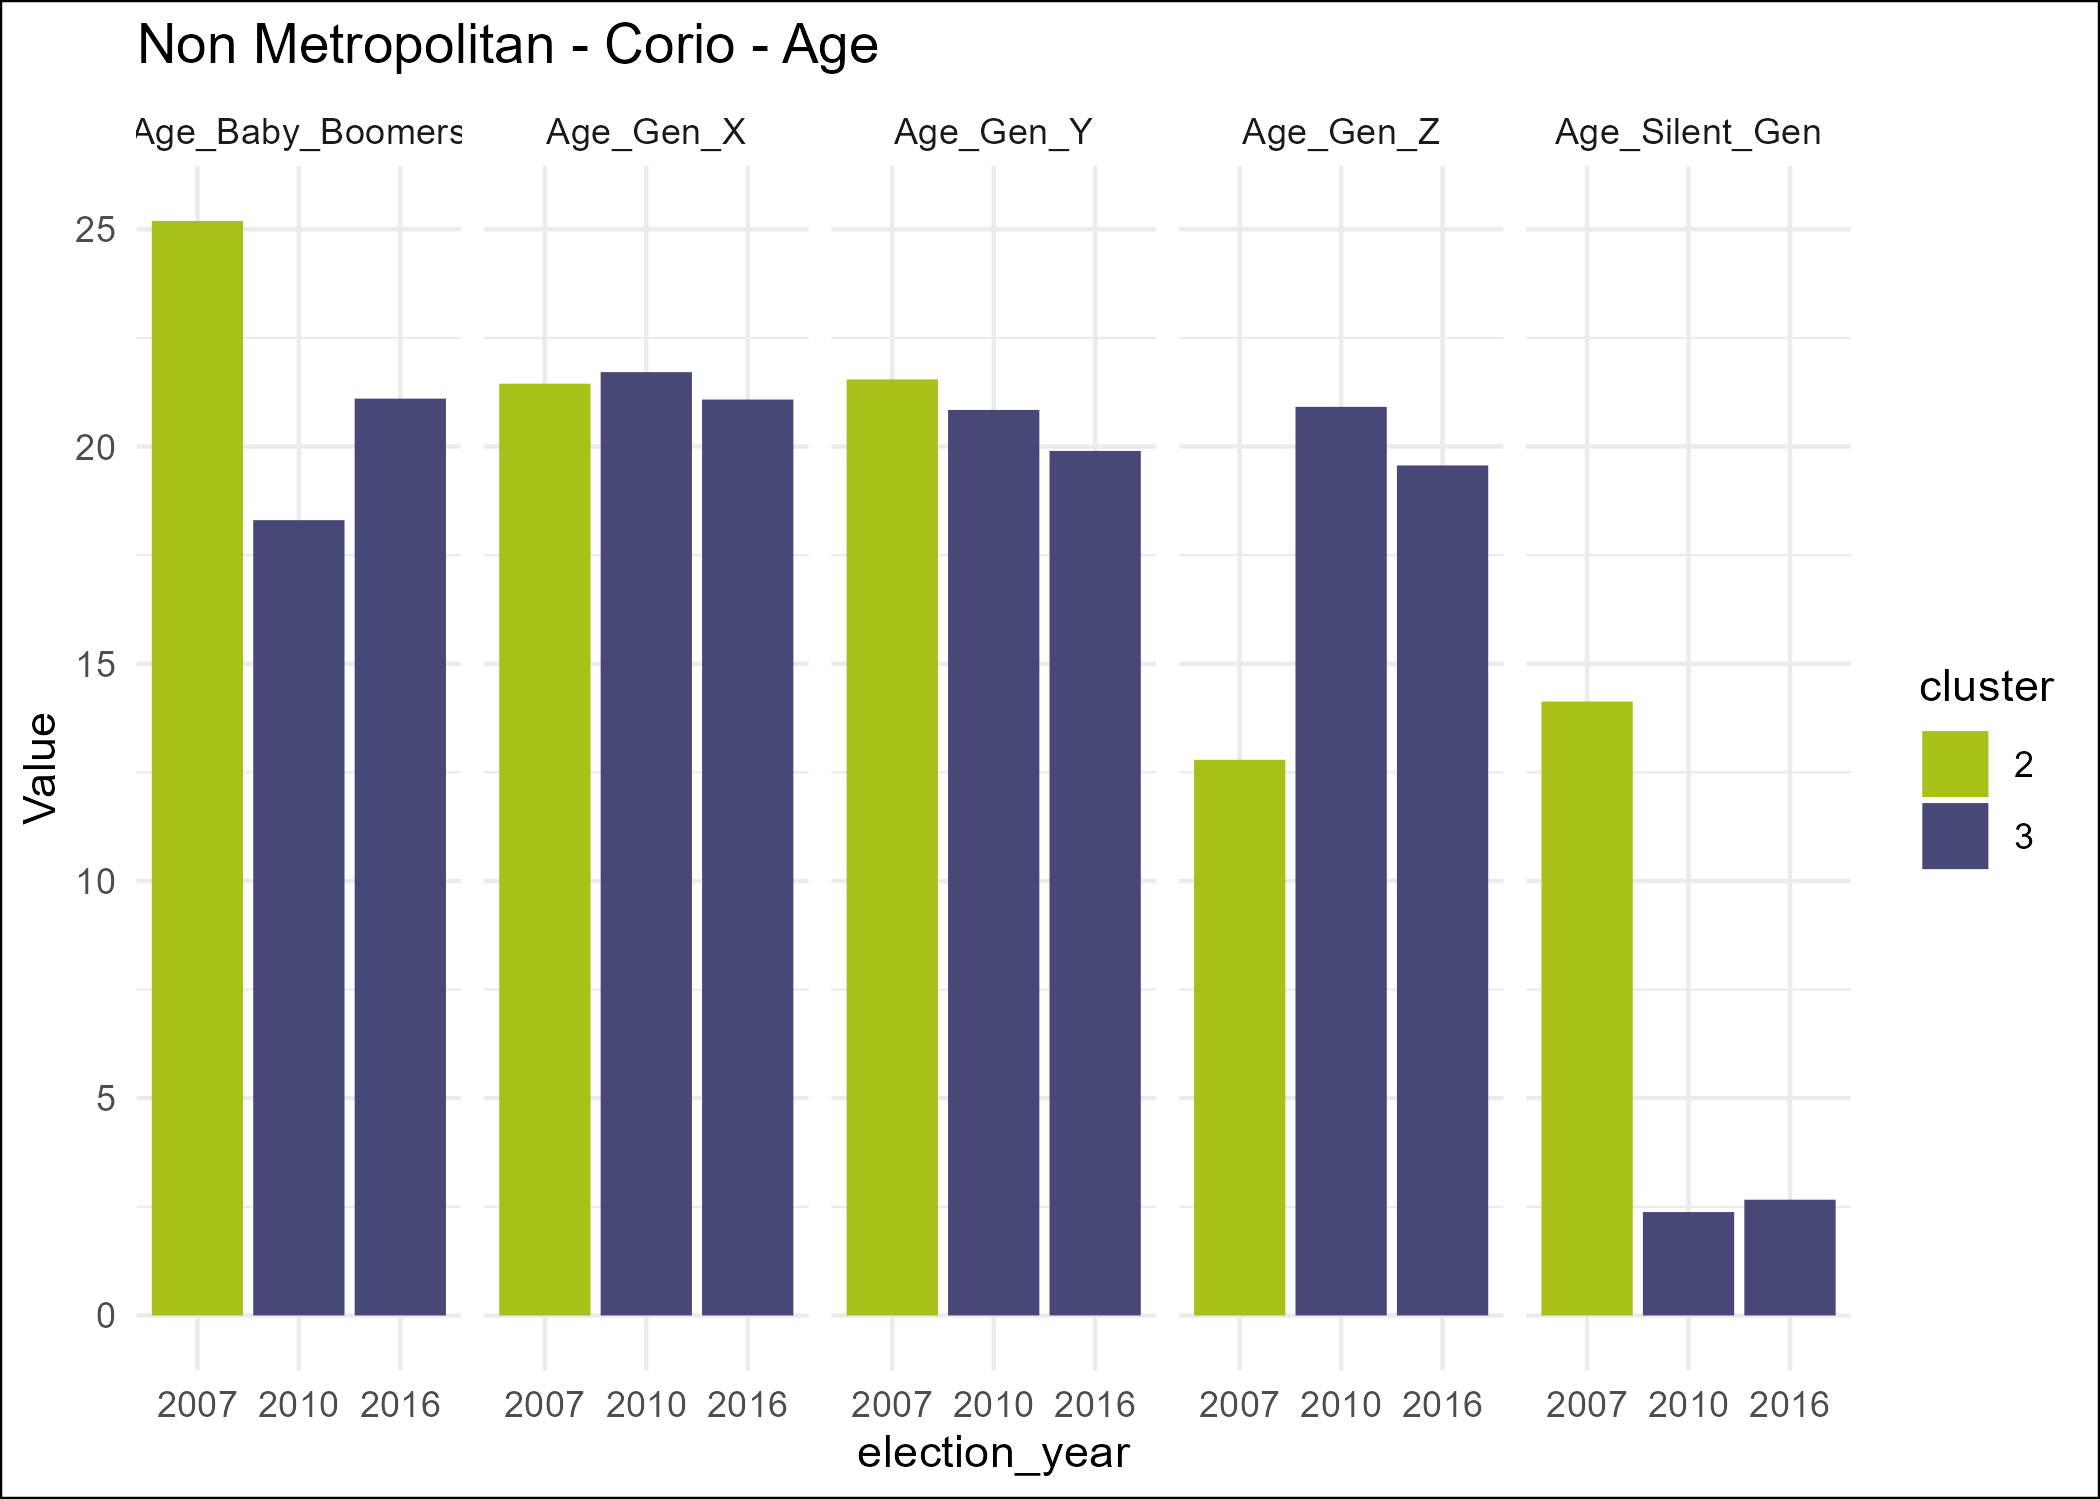 Non Metropolitan - Corio - Age
Age_Baby_Boomers Age_Gen_X Age_Gen_Y Age_Gen_Z Age_Silent_Gen
25
20
15
10
5
0
Value
2007 2010 2016 2007 2010 2016 2007 2010 2016 2007 2010 2016 2007 2010 2016
election_year
cluster
2
3